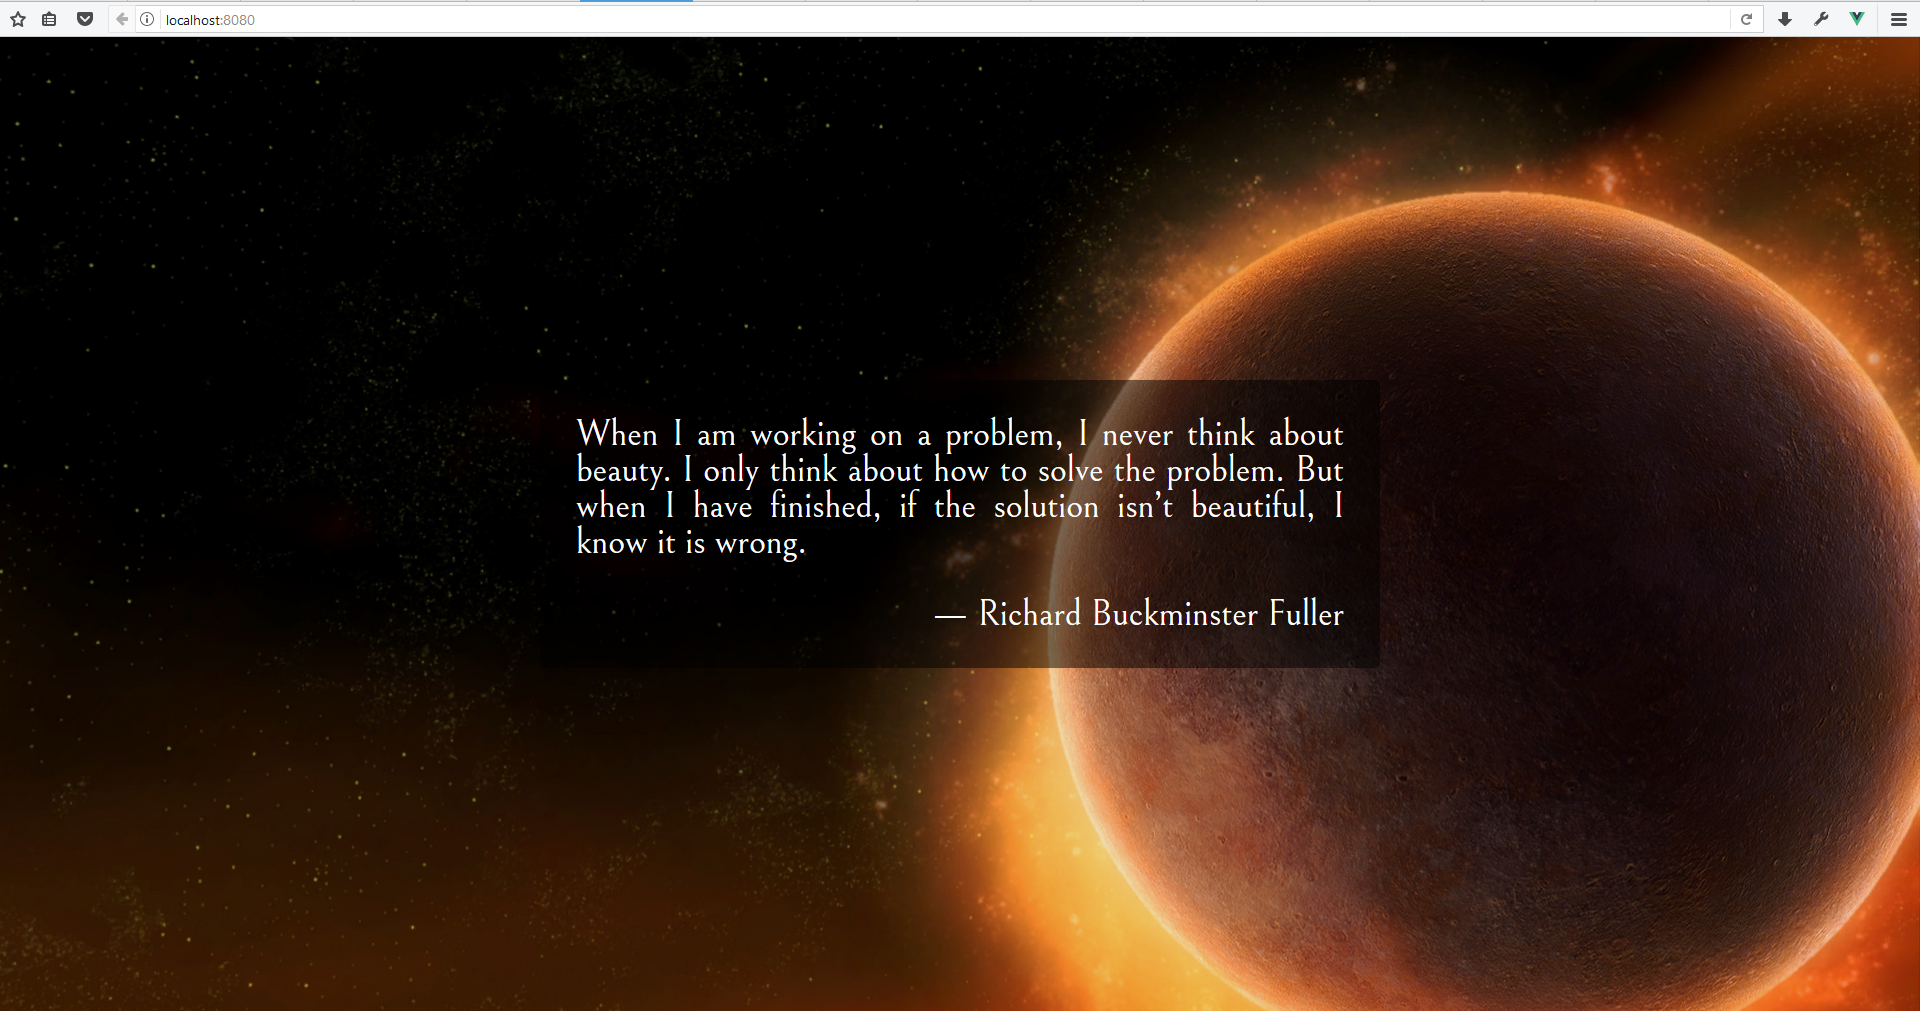 localhost:8080
When I am working on a problem, I never think about
beauty. I only think about how to solve the problem. But
when I have finished, if the solution isn’t beautiful, I
know it is wrong.
— Richard Buckminster Fuller